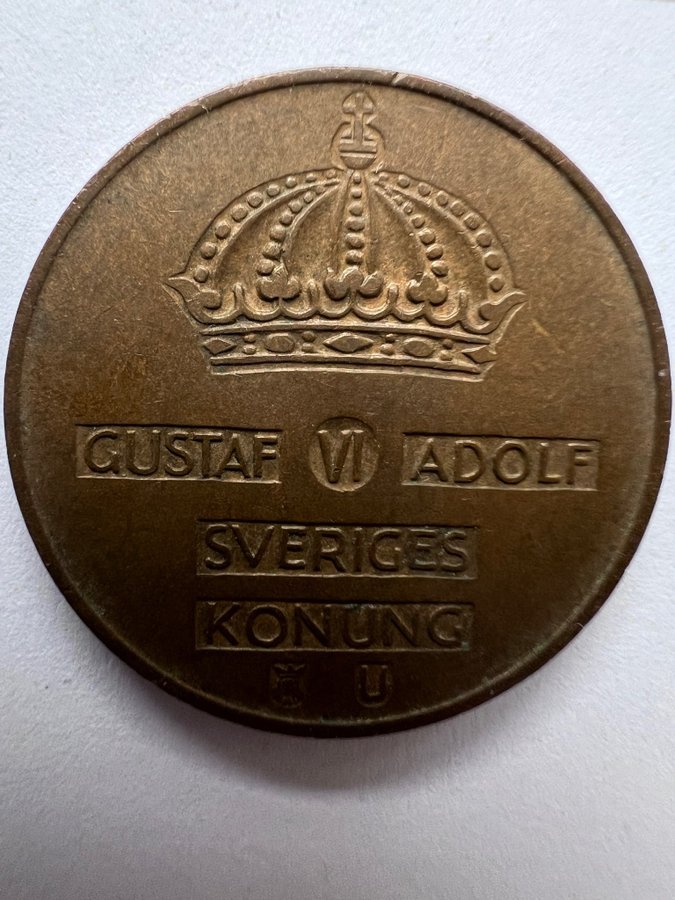 GUSTAF VI ADOLF
SVERIGES
KONUNG
U